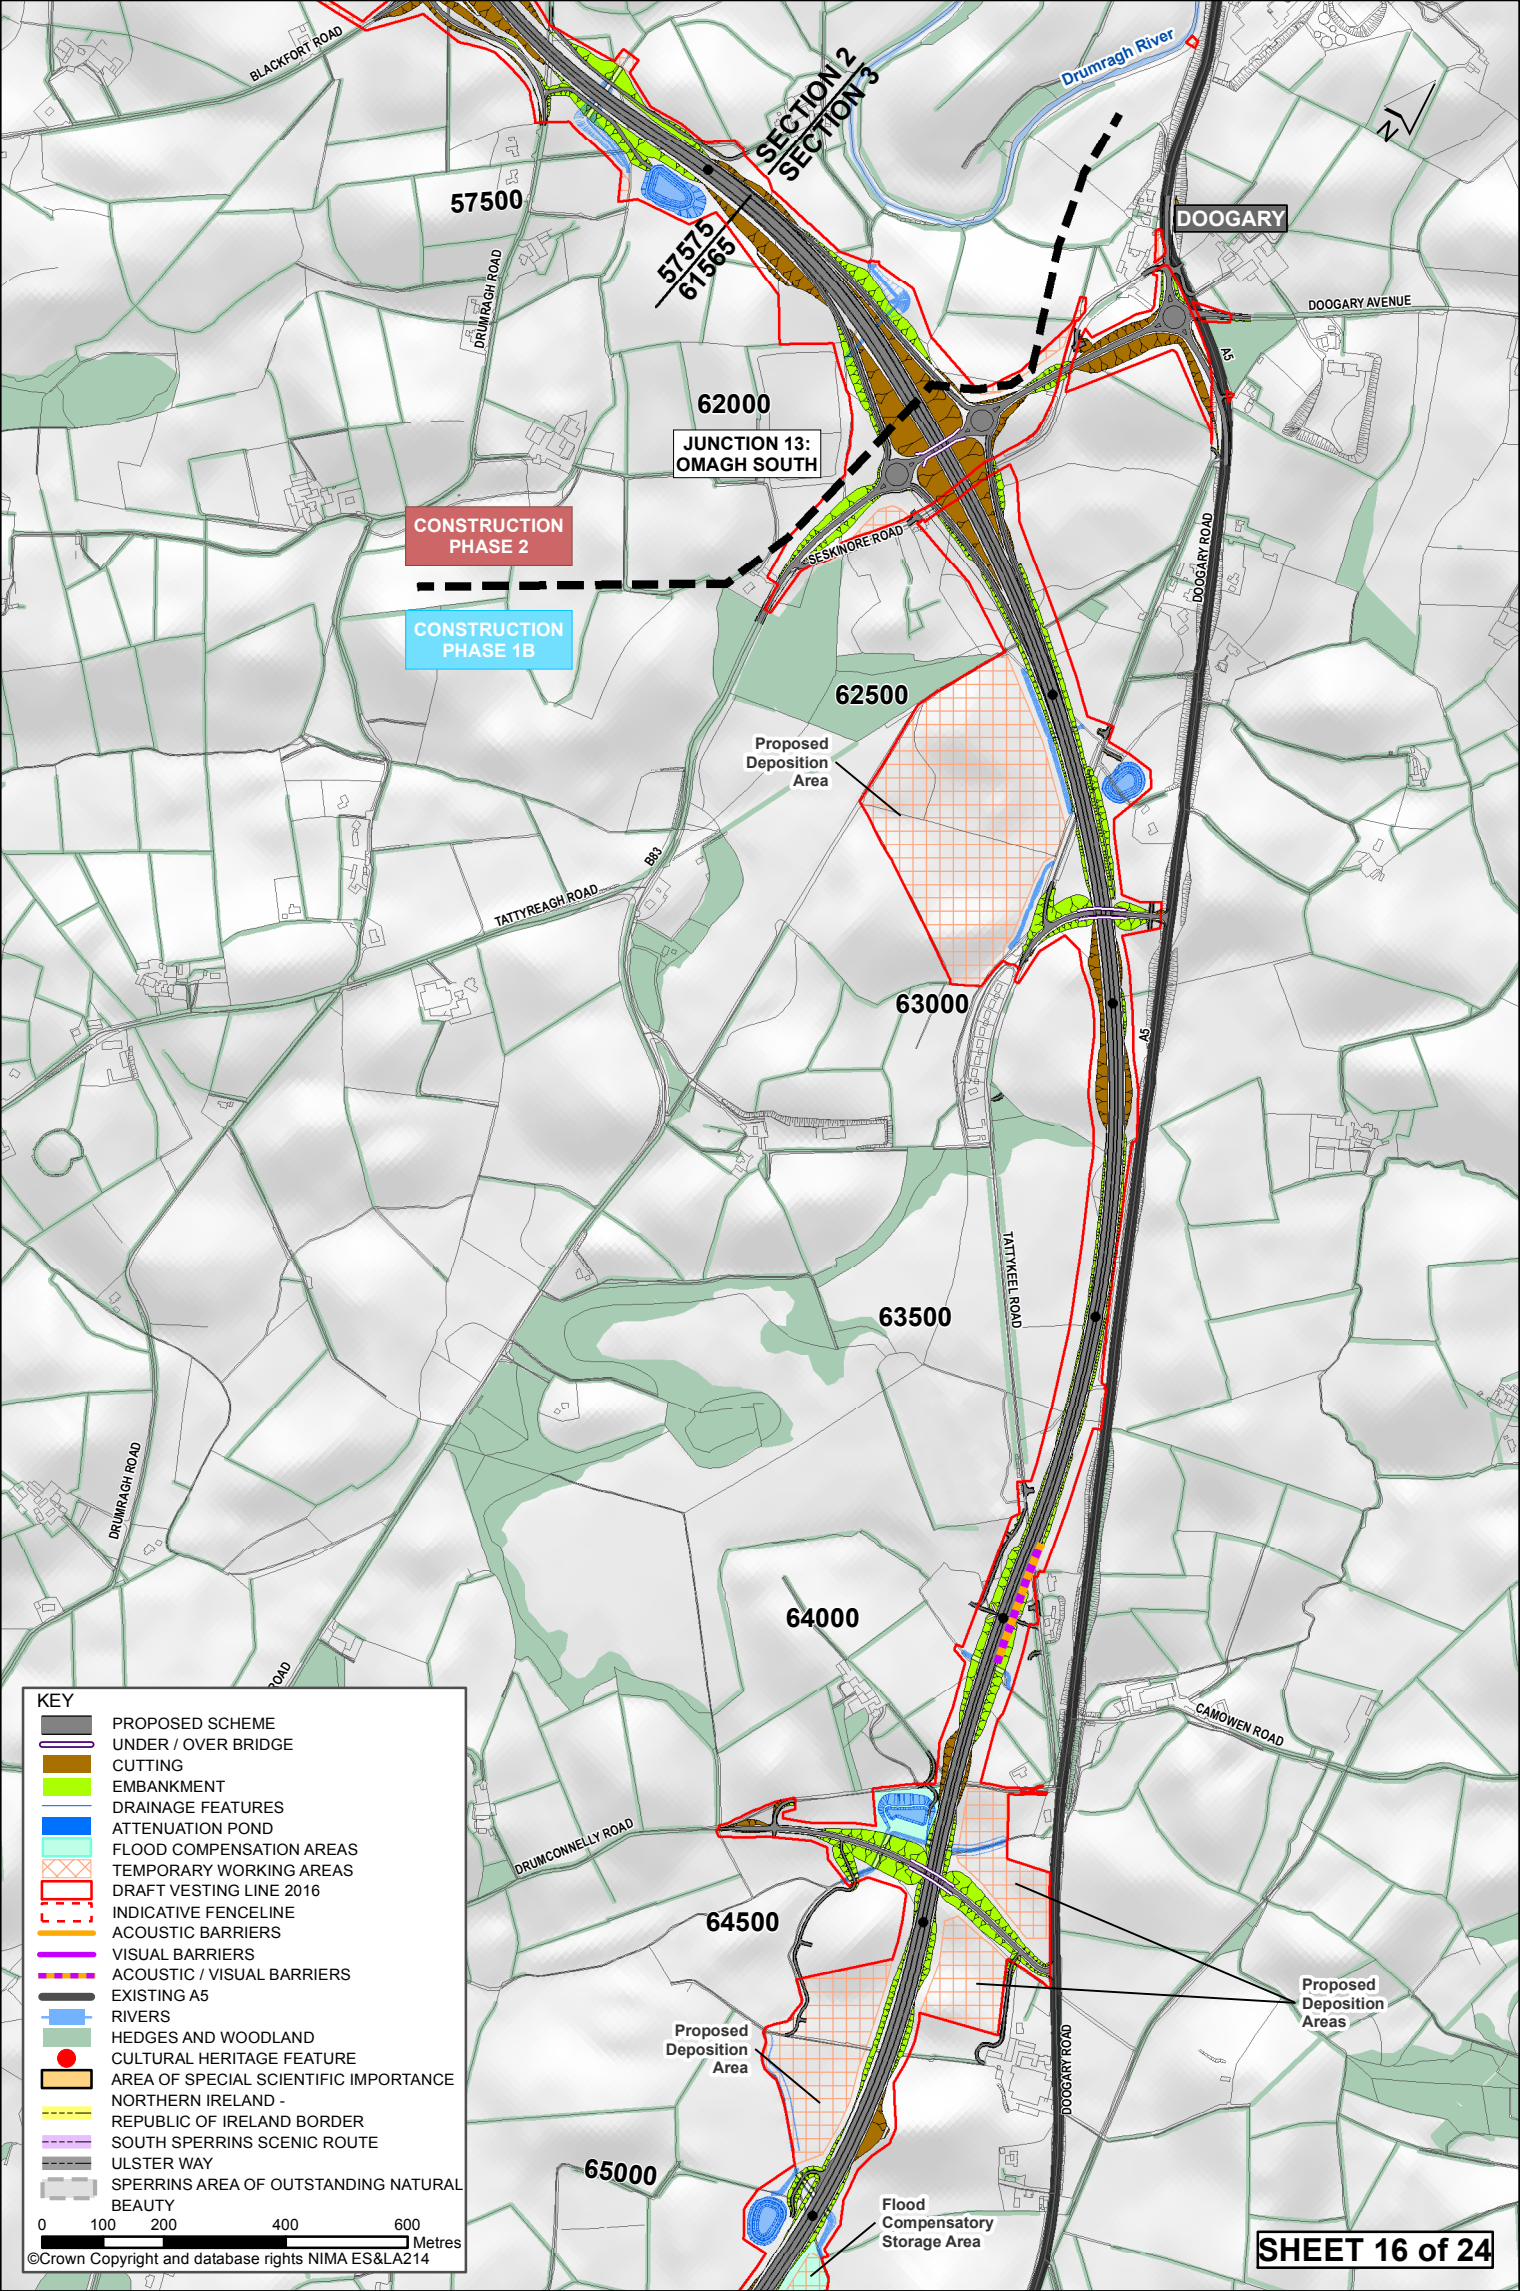 BLACKFORT ROAD
Drumragh River
SECTION 2
SECTION 3
N
57500
57575
61565
DOOGARY
DRUMRAGH ROAD
DOOGARY AVENUE
A5
62000
JUNCTION 13:
OMAGH SOUTH
CONSTRUCTION
PHASE 2
SESKINORE ROAD
DOOGARY ROAD
CONSTRUCTION
PHASE 1B
62500
Proposed
Deposition
Area
B83
TATTYREAGH ROAD
63000
A5
TATTYKEEL ROAD
63500
DRUMRAGH ROAD
64000
ROAD
CAMOWEN ROAD
DRUMCONNELLY ROAD
64500
Proposed
Deposition
Areas
Proposed
Deposition
Area
DOOGARY ROAD
65000
Flood
Compensatory
Storage Area
KEY
PROPOSED SCHEME
UNDER / OVER BRIDGE
CUTTING
EMBANKMENT
DRAINAGE FEATURES
ATTENUATION POND
FLOOD COMPENSATION AREAS
TEMPORARY WORKING AREAS
DRAFT VESTING LINE 2016
INDICATIVE FENCELINE
ACOUSTIC BARRIERS
VISUAL BARRIERS
ACOUSTIC / VISUAL BARRIERS
EXISTING A5
RIVERS
HEDGES AND WOODLAND
CULTURAL HERITAGE FEATURE
AREA OF SPECIAL SCIENTIFIC IMPORTANCE
NORTHERN IRELAND -
REPUBLIC OF IRELAND BORDER
SOUTH SPERRINS SCENIC ROUTE
ULSTER WAY
SPERRINS AREA OF OUTSTANDING NATURAL
BEAUTY
0 100 200 400 600
Metres
©Crown Copyright and database rights NIMA ES&LA214
SHEET 16 of 24